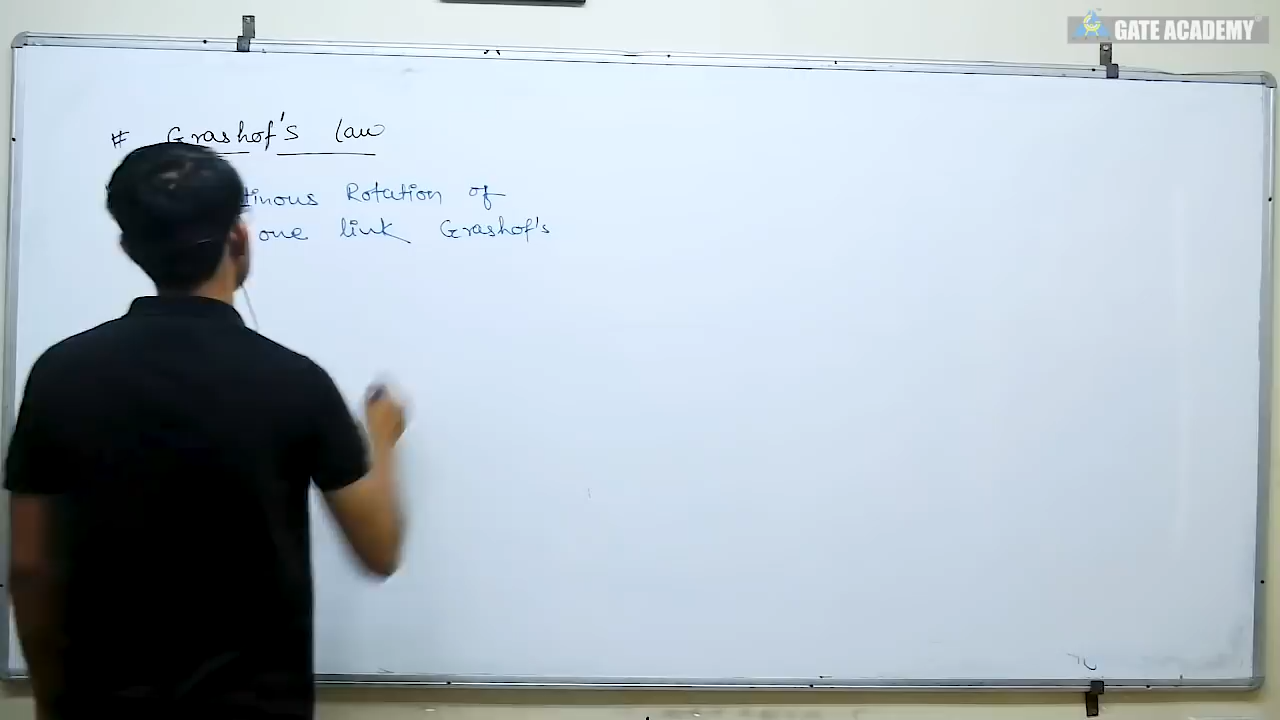 GATE ACADEMY
# Grashof's law
tinous Rotation of
one link Grashof's